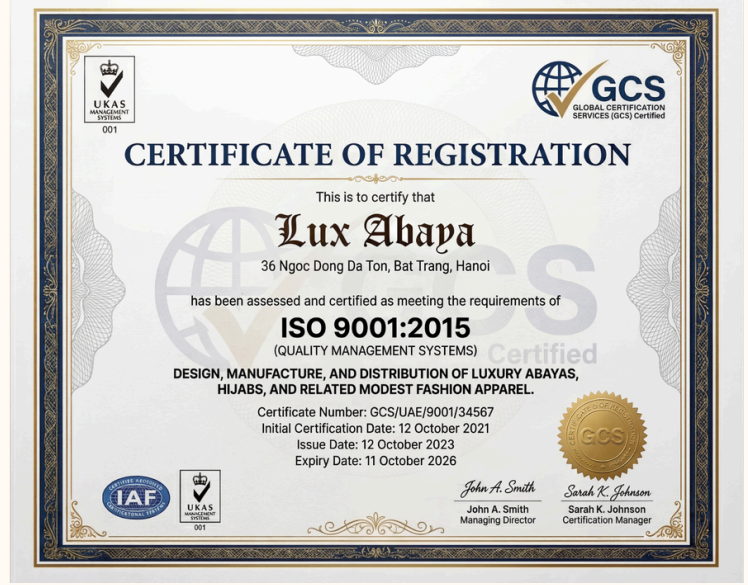 UKAS
MANAGEMENT
SYSTEMS
001
GCS
GLOBAL CERTIFICATION
SERVICES (GCS) Certified
CERTIFICATE OF REGISTRATION
This is to certify that
Lux Abaya
36 Ngoc Dong Da Ton, Bat Trang, Hanoi
has been assessed and certified as meeting the requirements of
ISO 9001:2015
(QUALITY MANAGEMENT SYSTEMS)
GCS
Certified
DESIGN, MANUFACTURE, AND DISTRIBUTION OF LUXURY ABAYAS,
HIJABS, AND RELATED MODEST FASHION APPAREL.
Certificate Number: GCS/UAE/9001/34567
Initial Certification Date: 12 October 2021
Issue Date: 12 October 2023
Expiry Date: 11 October 2026
GCS
IAF
UKAS
MANAGEMENT
SYSTEMS
001
John A. Smith
John A. Smith
Managing Director
Sarah K. Johnson
Sarah K. Johnson
Certification Manager